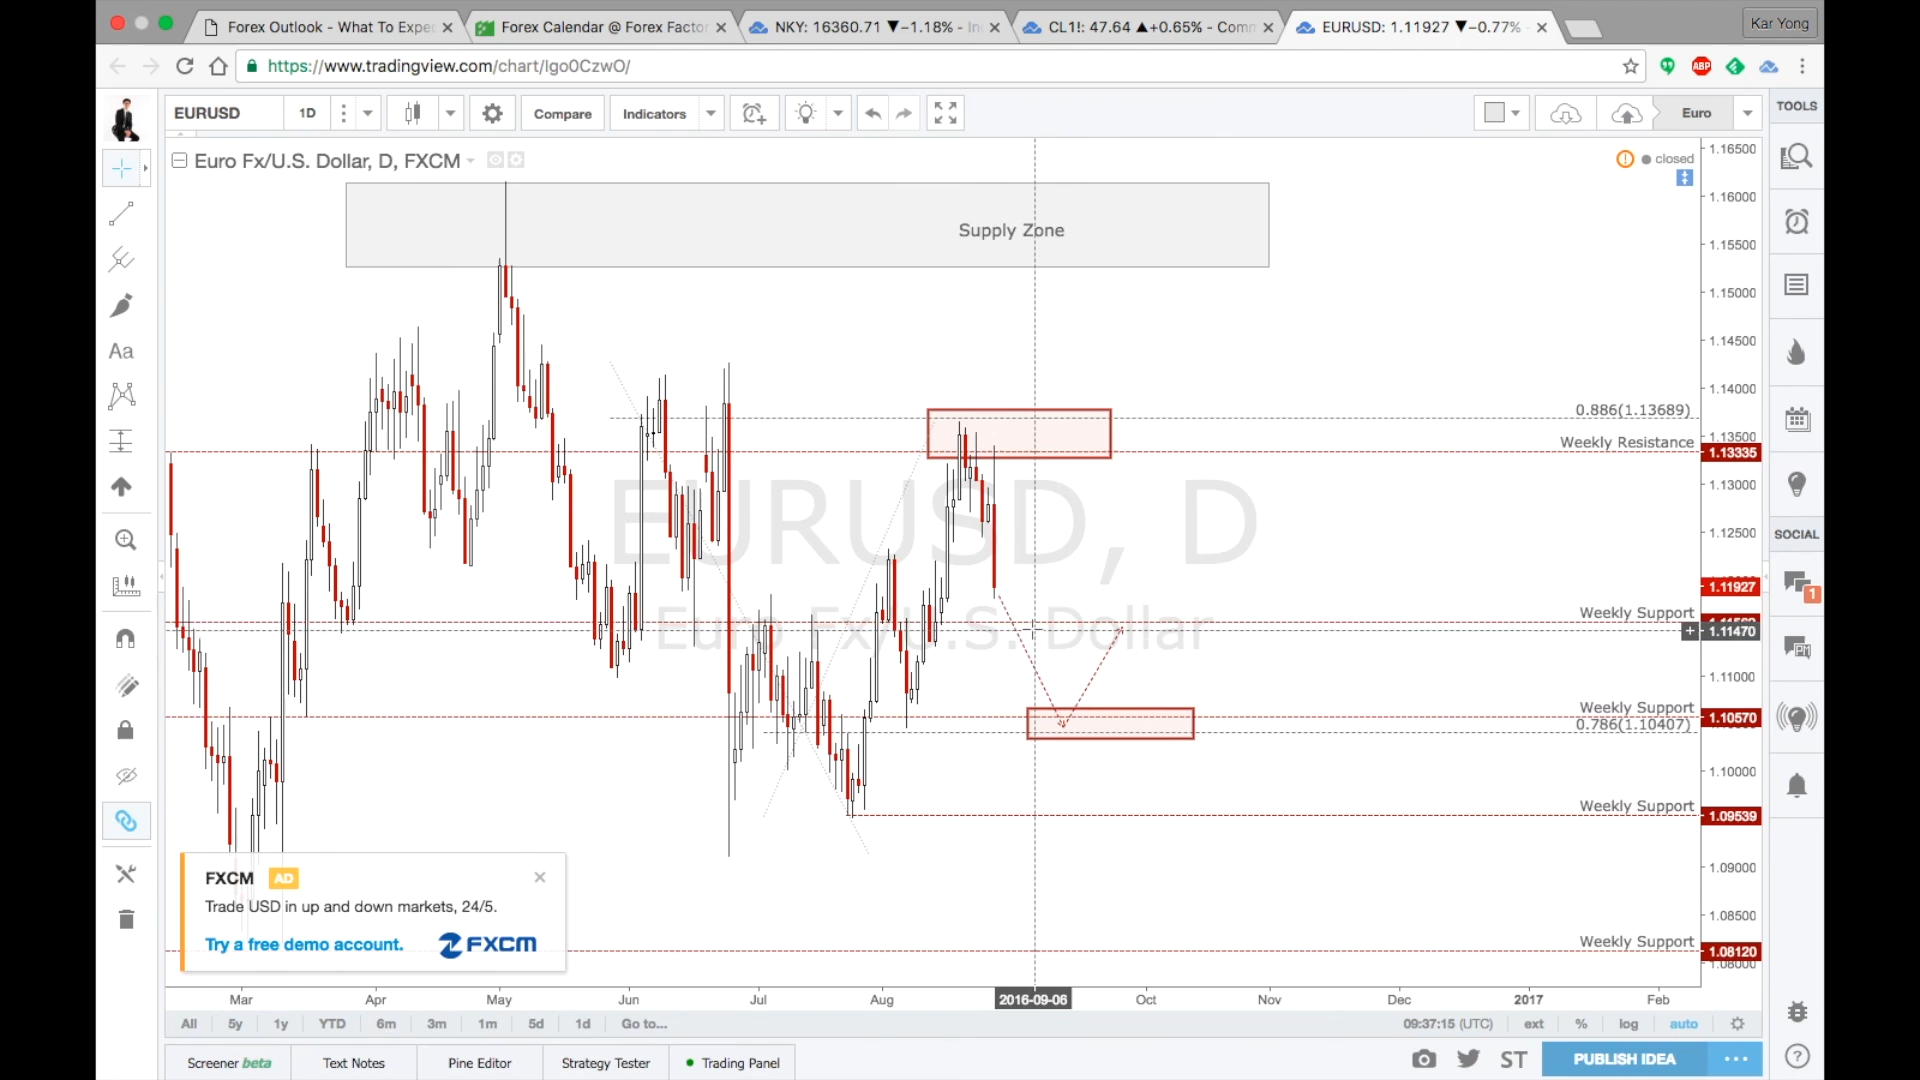 Forex Outlook - What To Expe
Forex Calendar @ Forex Facto
NKY: 16360.71 ▼−1.18% - In
CL1!: 47.64 ▲+0.65% - Comm
EURUSD: 1.11927 ▼−0.77% -
Kar Yong
https://www.tradingview.com/chart/Igo0CzwO/
ABP
EURUSD
1D
Compare
Indicators
Euro
TOOLS
Euro Fx/U.S. Dollar, D, FXCM
closed
1.16500
1.16000
Supply Zone
1.15500
1.15000
1.14500
1.14000
0.886(1.13689)
1.13500
Weekly Resistance
1.13335
1.13000
EURUSD, D
1.12500
SOCIAL
1.11927
1
Weekly Support
Euro Fx/U.S. Dollar
1.11470
1.11000
Weekly Support
1.10570
0.786(1.10407)
1.10000
Weekly Support
1.09539
1.09000
FXCM AD
Trade USD in up and down markets, 24/5.
Try a free demo account.
FXCM
1.08500
Weekly Support
1.08120
1.08000
Mar Apr May Jun Jul Aug 2016-09-06 Oct Nov Dec 2017 Feb
All 5y 1y YTD 6m 3m 1m 5d 1d Go to...
09:37:15 (UTC) ext % log auto
Screener beta Text Notes Pine Editor Strategy Tester Trading Panel
ST
PUBLISH IDEA